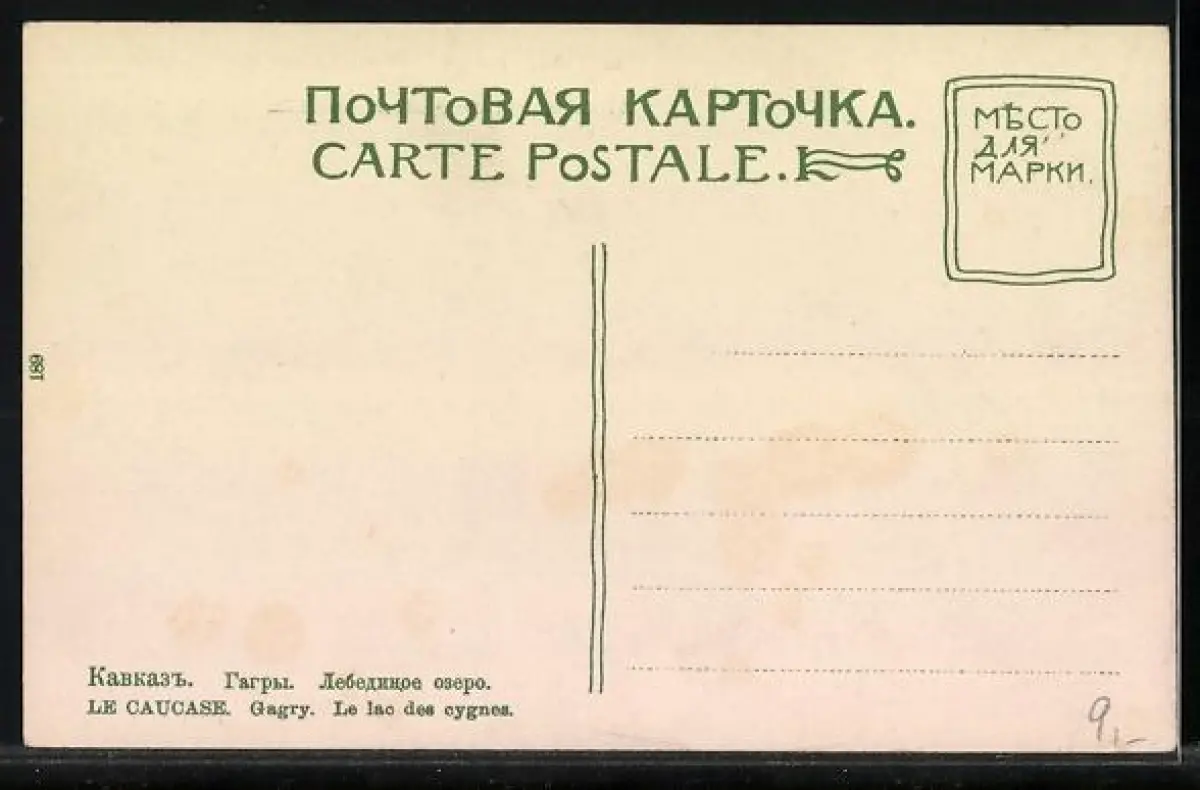 ПОЧТОВАЯ КАРТОЧКА.
CARTE POSTALE.
МѢСТО
ДЛЯ
МАРКИ.
189
Кавказъ. Гагры. Лебединое озеро.
LE CAUCASE. Gagry. Le lac des cygnes.
9,-